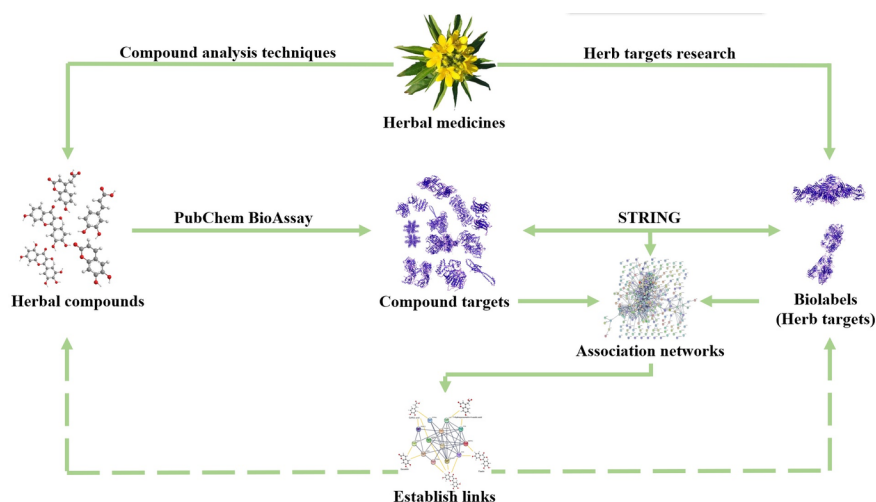 Compound analysis techniques
Herb targets research
Herbal medicines
PubChem BioAssay
STRING
Herbal compounds
Compound targets
Biolabels
(Herb targets)
Association networks
Establish links